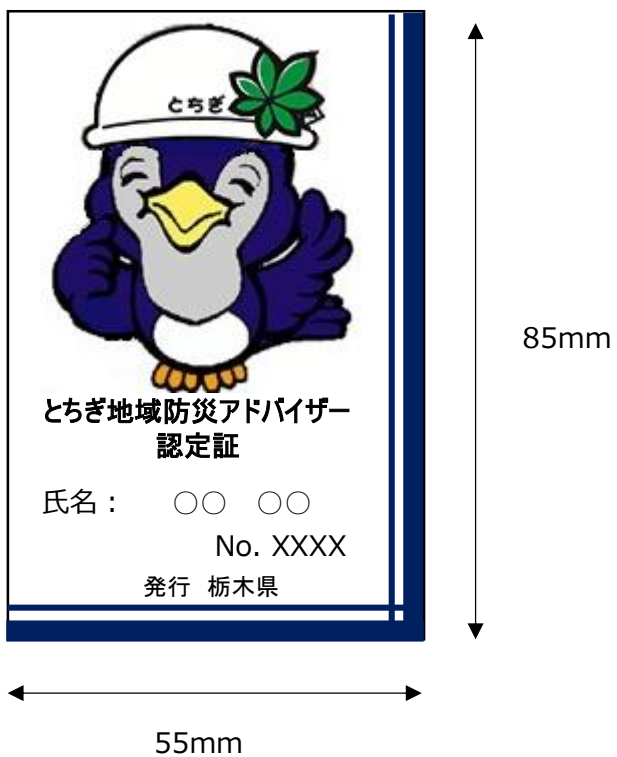 とちぎ
とちぎ地域防災アドバイザー
認定証
氏名： ○○　○○
No. XXXX
発行 栃木県
85mm
55mm